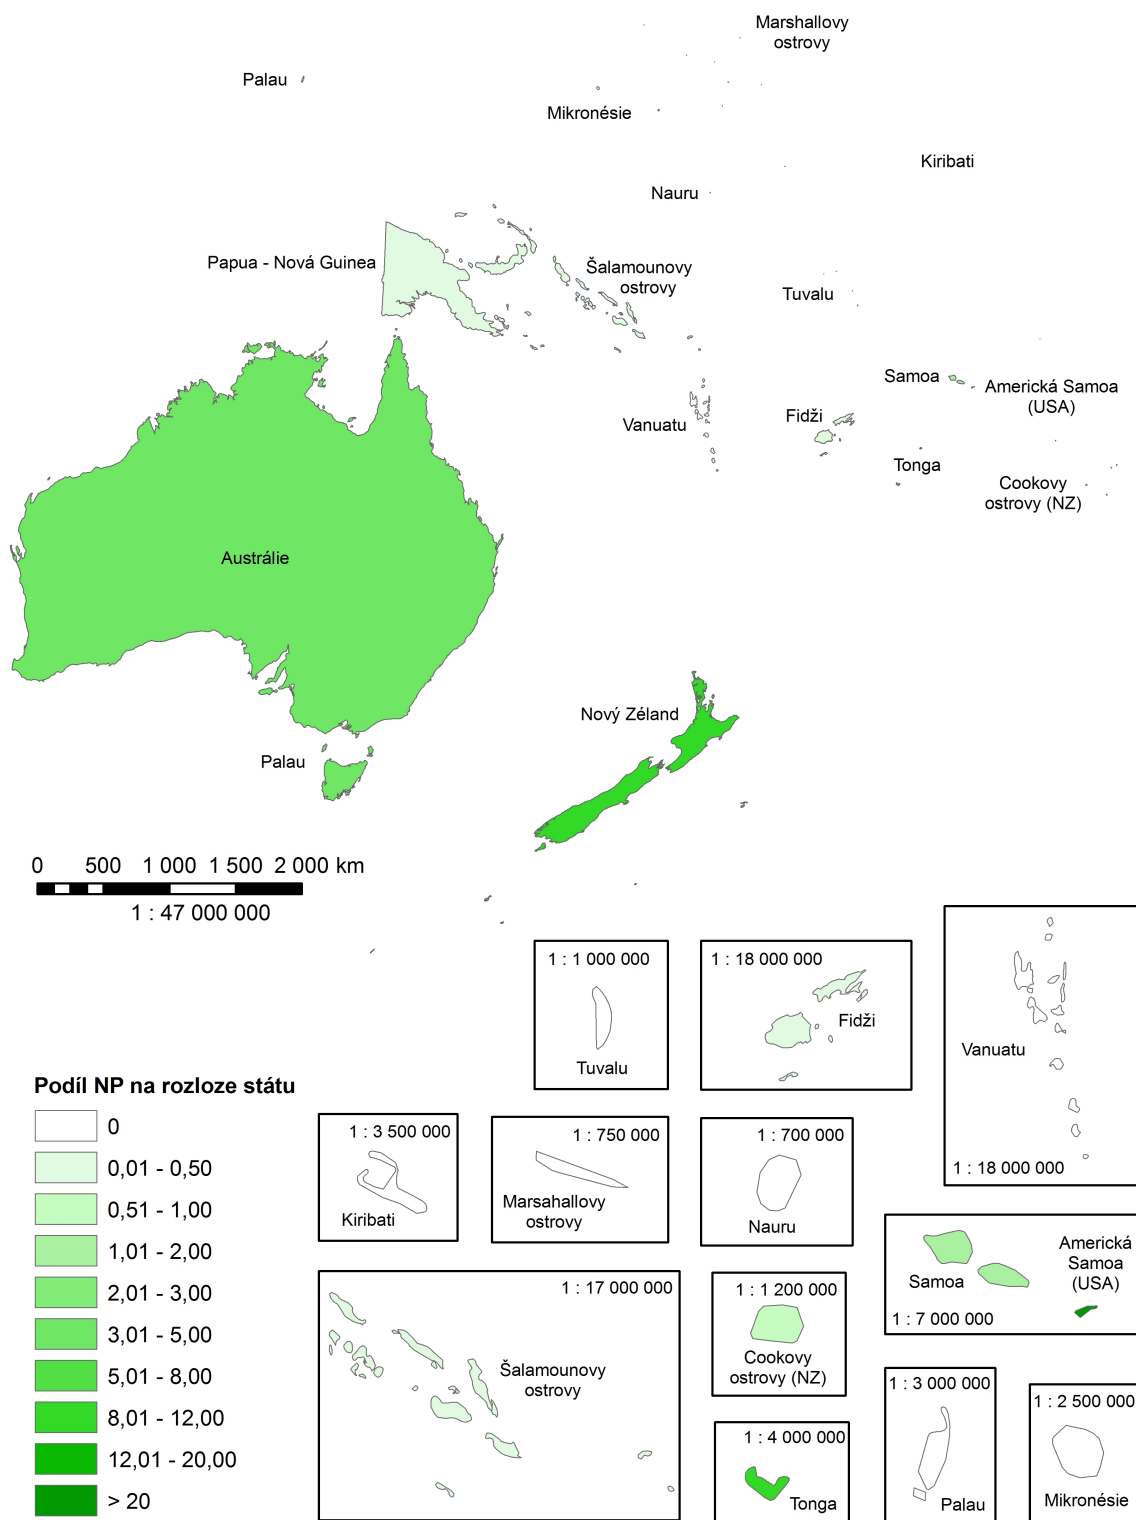 Marshallovy
ostrovy
Palau
Mikronésie
Kiribati
Nauru
Papua - Nová Guinea
Šalamounovy
ostrovy
Tuvalu
Samoa
Americká Samoa
(USA)
Fidži
Vanuatu
Tonga
Cookovy
ostrovy (NZ)
Austrálie
Nový Zéland
Palau
0 500 1 000 1 500 2 000 km
1 : 47 000 000
1 : 1 000 000
Tuvalu
1 : 18 000 000
Fidži
Vanuatu
1 : 18 000 000
Podíl NP na rozloze státu
0
0,01 - 0,50
0,51 - 1,00
1,01 - 2,00
2,01 - 3,00
3,01 - 5,00
5,01 - 8,00
8,01 - 12,00
12,01 - 20,00
> 20
1 : 3 500 000
Kiribati
1 : 750 000
Marsahallovy
ostrovy
1 : 700 000
Nauru
Americká
Samoa
(USA)
Samoa
1 : 7 000 000
1 : 17 000 000
Šalamounovy
ostrovy
1 : 1 200 000
Cookovy
ostrovy (NZ)
1 : 4 000 000
Tonga
1 : 3 000 000
Palau
1 : 2 500 000
Mikronésie